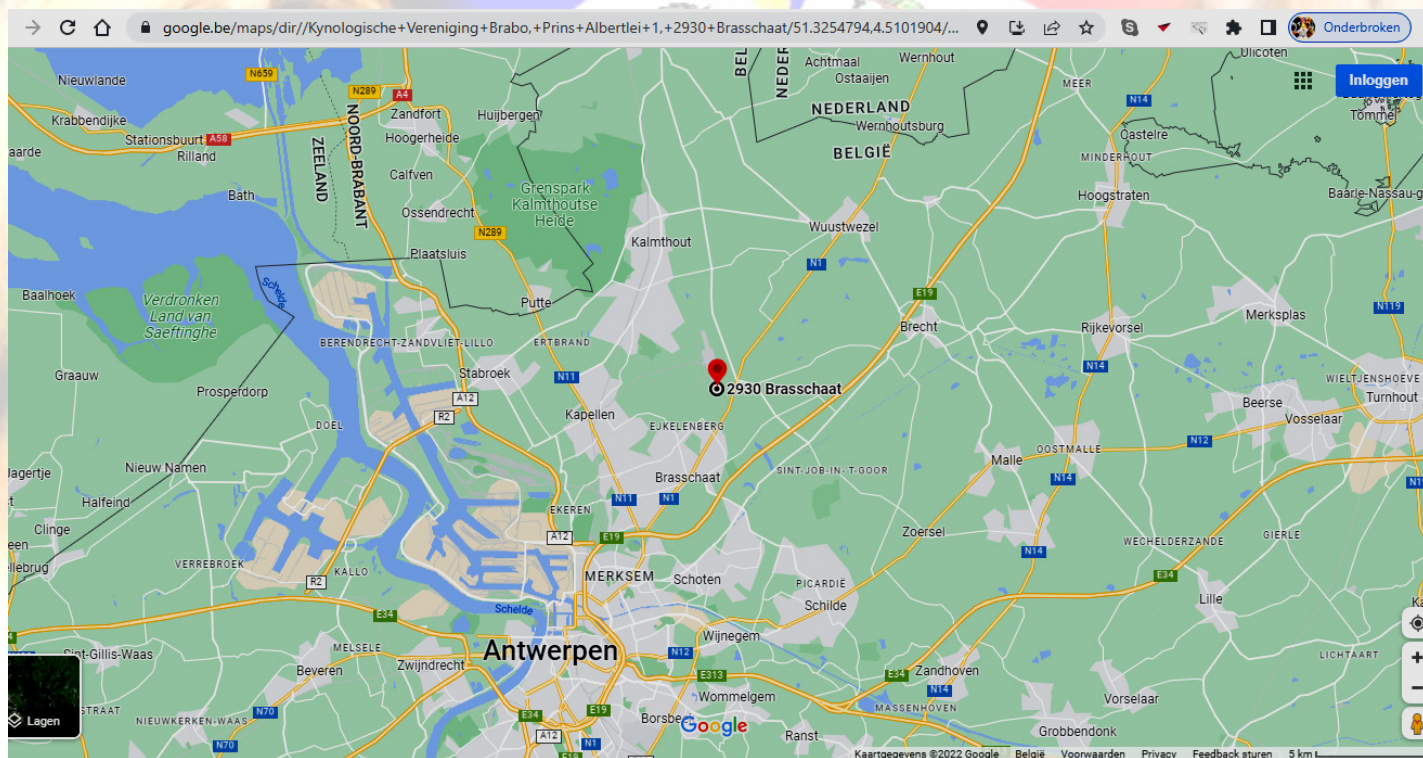 google.be/maps/dir//Kynologische+Vereniging+Brabo,+Prins+Albertlei+1,+2930+Brasschaat/51.3254794,4.5101904/...
Onderbroken
Inloggen
Nieuwlande
N659
N289
A4
Krabbendijke
Zandfort
Huijbergen
Hoogerheide
Stationsbuurt
A58
Rilland
aarde
ZEELAND
NOORD-BRABANT
Calfven
Bath
Ossendrecht
N289
Plaatsluis
Grenspark
Kalmthoutse
Heide
Kalmthout
BEL
NEDER
Achtmaal
Wernhout
Ostaaijen
NEDERLAND
Wernhoutsburg
BELGIË
MEER
N14
Castelre
MINDERHOUT
Hoogstraten
Ulicoten
Tommel
Baarle-Nassau-g
Wuustwezel
N1
E19
Brecht
Rijkevorsel
Merksplas
N119
N14
Baalhoek
Verdronken
Land van
Saeftinghe
Schelde
Putte
BERENDRECHT-ZANDVLIET-LILLO
ERTBRAND
Graauw
Prosperdorp
Stabroek
N11
A12
R2
DOEL
Kapellen
2930 Brasschaat
EJKELENBERG
Brasschaat
SINT-JOB-IN-'T-GOOR
Malle
OOSTMALLE
N14
N12
Beerse
Vosselaar
WIELTJENSHOEVE
Turnhout
Jagertje
Nieuw Namen
Halfeind
Clinge
N11
N1
EKEREN
A12
E19
Zoersel
N14
WECHELDERZANDE
GIERLE
VERREBROEK
KALLO
R2
MERKSEM
Schoten
PICARDIË
Schilde
E34
Lille
E34
Schelde
Antwerpen
Wijnegem
N12
E313
E34
Zandhoven
N14
LICHTAART
Sint-Gillis-Waas
MELSELE
Beveren
Zwijndrecht
Wommelgem
MASSENHOVEN
Vorselaar
Lagen
STRAAT
NIEUWKERKEN-WAAS
N70
N70
E34
E19
A12
N1
E19
Google
Ranst
Grobbendonk
Kaartgegevens ©2022 Google België Voorwaarden Privacy Feedback sturen 5 km